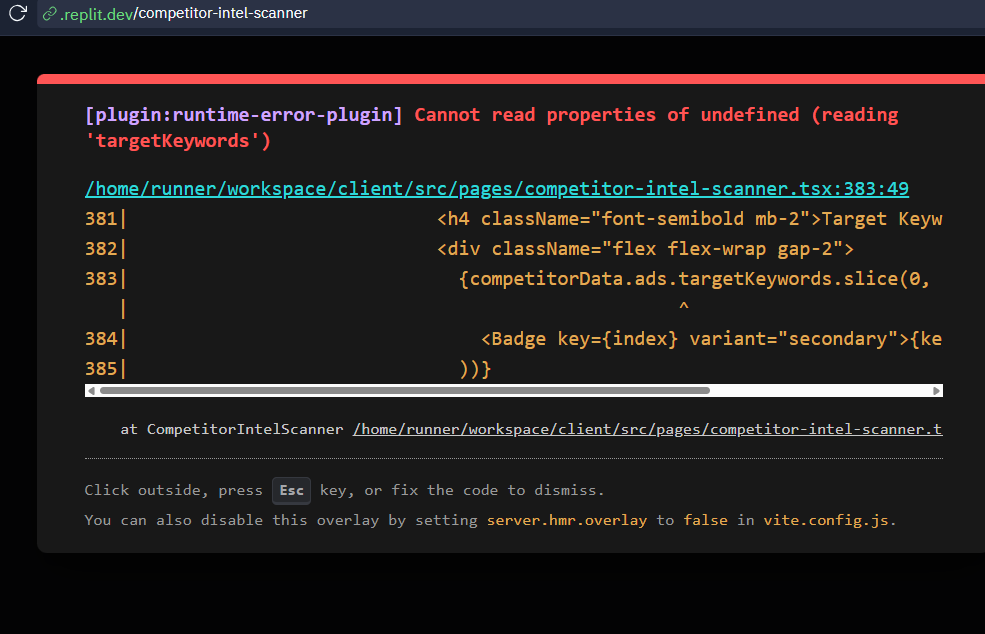 .replit.dev/competitor-intel-scanner
[plugin:runtime-error-plugin] Cannot read properties of undefined (reading
'targetKeywords')
/home/runner/workspace/client/src/pages/competitor-intel-scanner.tsx:383:49
381| <h4 className="font-semibold mb-2">Target Keyw
382| <div className="flex flex-wrap gap-2">
383| {competitorData.ads.targetKeywords.slice(0,
| ^
384| <Badge key={index} variant="secondary">{ke
385| ))}
at CompetitorIntelScanner /home/runner/workspace/client/src/pages/competitor-intel-scanner.t
Click outside, press Esc key, or fix the code to dismiss.
You can also disable this overlay by setting server.hmr.overlay to false in vite.config.js.